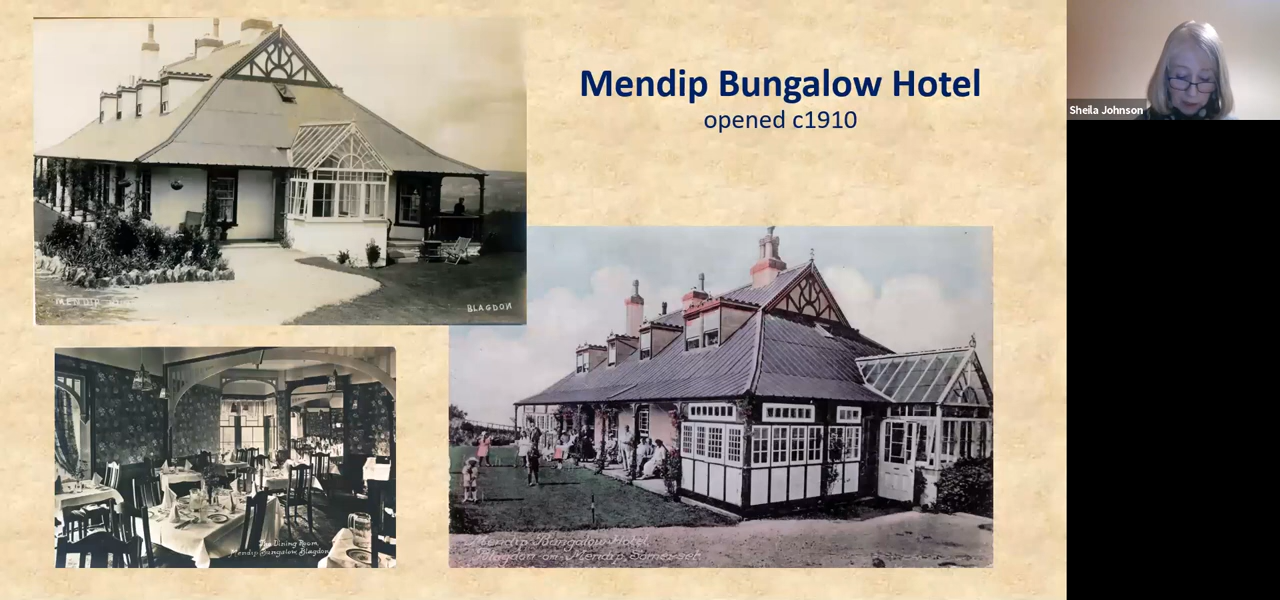 Mendip Bungalow Hotel
opened c1910
Sheila Johnson
MENDIP
BLAGDON
The Dining Room,
Mendip Bungalow, Blagdon
Mendip Bungalow Hotel,
Blagdon-on-Mendip, Somerset.